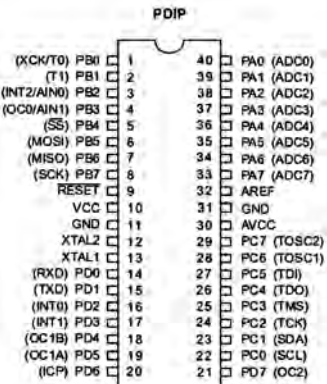 PDIP
(XCK/T0) PB0 1 40 PA0 (ADC0)
(T1) PB1 2 39 PA1 (ADC1)
(INT2/AIN0) PB2 3 38 PA2 (ADC2)
(OC0/AIN1) PB3 4 37 PA3 (ADC3)
(SS) PB4 5 36 PA4 (ADC4)
(MOSI) PB5 6 35 PA5 (ADC5)
(MISO) PB6 7 34 PA6 (ADC6)
(SCK) PB7 8 33 PA7 (ADC7)
RESET 9 32 AREF
VCC 10 31 GND
GND 11 30 AVCC
XTAL2 12 29 PC7 (TOSC2)
XTAL1 13 28 PC6 (TOSC1)
(RXD) PD0 14 27 PC5 (TDI)
(TXD) PD1 15 26 PC4 (TDO)
(INT0) PD2 16 25 PC3 (TMS)
(INT1) PD3 17 24 PC2 (TCK)
(OC1B) PD4 18 23 PC1 (SDA)
(OC1A) PD5 19 22 PC0 (SCL)
(ICP) PD6 20 21 PD7 (OC2)